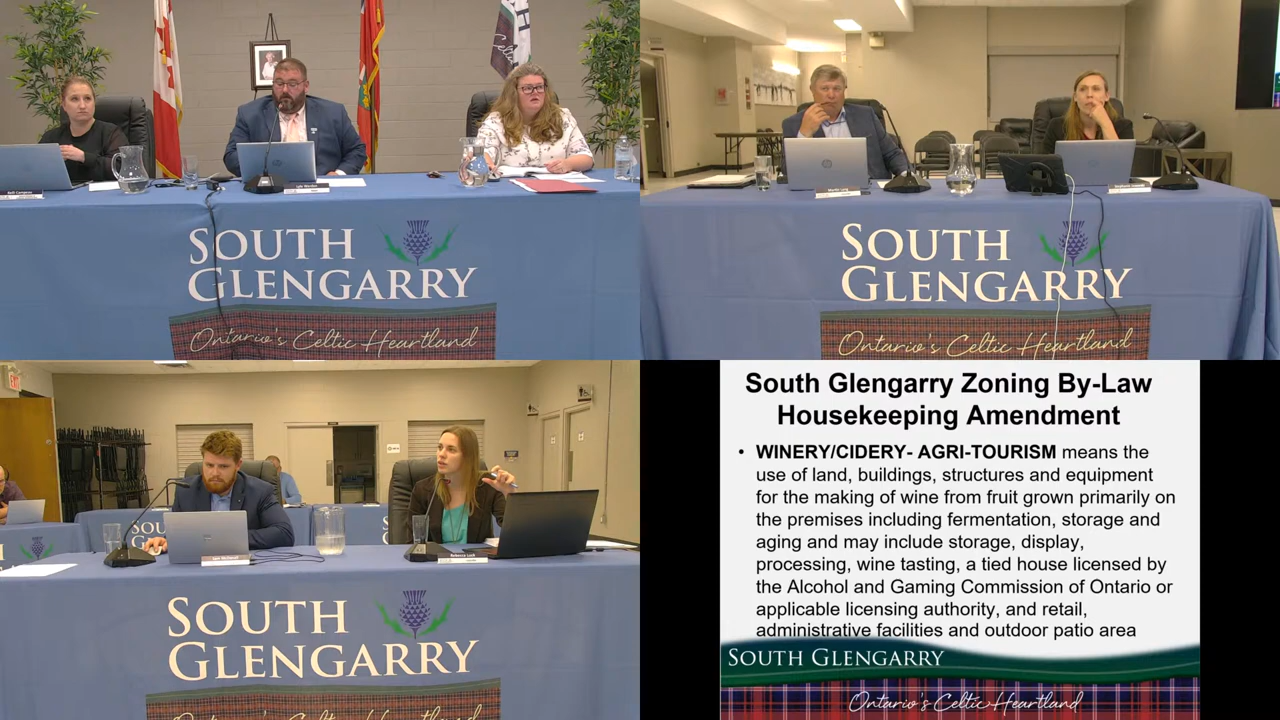 SOUTH
GLENGARRY
Ontario's Celtic Heartland
SOUTH
GLENGARRY
Ontario's Celtic Heartland
EXIT
SOUTH
GLENGARRY
Ontario's Celtic Heartland
South Glengarry Zoning By-Law
Housekeeping Amendment
• WINERY/CIDERY- AGRI-TOURISM means the
use of land, buildings, structures and equipment
for the making of wine from fruit grown primarily on
the premises including fermentation, storage and
aging and may include storage, display,
processing, wine tasting, a tied house licensed by
the Alcohol and Gaming Commission of Ontario or
applicable licensing authority, and retail,
administrative facilities and outdoor patio area
SOUTH GLENGARRY
Ontario's Celtic Heartland